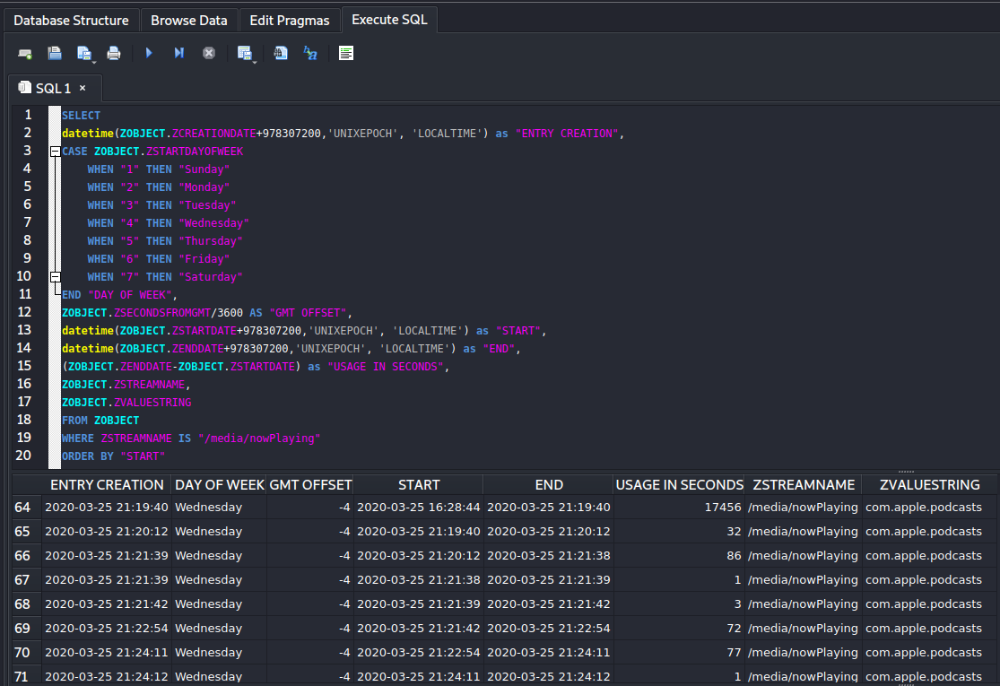 Database Structure Browse Data Edit Pragmas Execute SQL
SQL 1 ×
1 SELECT
2 datetime(ZOBJECT.ZCREATIONDATE+978307200,'UNIXEPOCH', 'LOCALTIME') as "ENTRY CREATION",
3 CASE ZOBJECT.ZSTARTDAYOFWEEK
4 WHEN "1" THEN "Sunday"
5 WHEN "2" THEN "Monday"
6 WHEN "3" THEN "Tuesday"
7 WHEN "4" THEN "Wednesday"
8 WHEN "5" THEN "Thursday"
9 WHEN "6" THEN "Friday"
10 WHEN "7" THEN "Saturday"
11 END "DAY OF WEEK",
12 ZOBJECT.ZSECONDSFROMGMT/3600 AS "GMT OFFSET",
13 datetime(ZOBJECT.ZSTARTDATE+978307200,'UNIXEPOCH', 'LOCALTIME') as "START",
14 datetime(ZOBJECT.ZENDDATE+978307200,'UNIXEPOCH', 'LOCALTIME') as "END",
15 (ZOBJECT.ZENDDATE-ZOBJECT.ZSTARTDATE) as "USAGE IN SECONDS",
16 ZOBJECT.ZSTREAMNAME,
17 ZOBJECT.ZVALUESTRING
18 FROM ZOBJECT
19 WHERE ZSTREAMNAME IS "/media/nowPlaying"
20 ORDER BY "START"
ENTRY CREATION DAY OF WEEK GMT OFFSET START END USAGE IN SECONDS ZSTREAMNAME ZVALUESTRING
64 2020-03-25 21:19:40 Wednesday -4 2020-03-25 16:28:44 2020-03-25 21:19:40 17456 /media/nowPlaying com.apple.podcasts
65 2020-03-25 21:20:12 Wednesday -4 2020-03-25 21:19:40 2020-03-25 21:20:12 32 /media/nowPlaying com.apple.podcasts
66 2020-03-25 21:21:39 Wednesday -4 2020-03-25 21:20:12 2020-03-25 21:21:38 86 /media/nowPlaying com.apple.podcasts
67 2020-03-25 21:21:39 Wednesday -4 2020-03-25 21:21:38 2020-03-25 21:21:39 1 /media/nowPlaying com.apple.podcasts
68 2020-03-25 21:21:42 Wednesday -4 2020-03-25 21:21:39 2020-03-25 21:21:42 3 /media/nowPlaying com.apple.podcasts
69 2020-03-25 21:22:54 Wednesday -4 2020-03-25 21:21:42 2020-03-25 21:22:54 72 /media/nowPlaying com.apple.podcasts
70 2020-03-25 21:24:11 Wednesday -4 2020-03-25 21:22:54 2020-03-25 21:24:11 77 /media/nowPlaying com.apple.podcasts
71 2020-03-25 21:24:12 Wednesday -4 2020-03-25 21:24:11 2020-03-25 21:24:12 1 /media/nowPlaying com.apple.podcasts